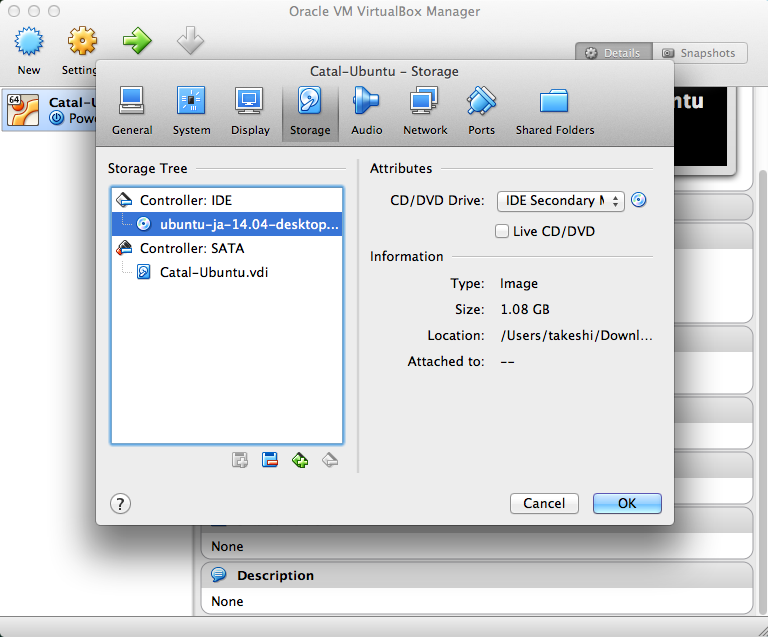 Oracle VM VirtualBox Manager
New
Setting
Details
Snapshots
Catal-Ubuntu – Storage
64
Catal-U
Powe
ntu
General
System
Display
Storage
Audio
Network
Ports
Shared Folders
Storage Tree
Controller: IDE
ubuntu-ja-14.04-desktop...
Controller: SATA
Catal-Ubuntu.vdi
Attributes
CD/DVD Drive:
IDE Secondary M
Live CD/DVD
Information
Type: Image
Size: 1.08 GB
Location: /Users/takeshi/Downl...
Attached to: --
?
Cancel
OK
None
Description
None